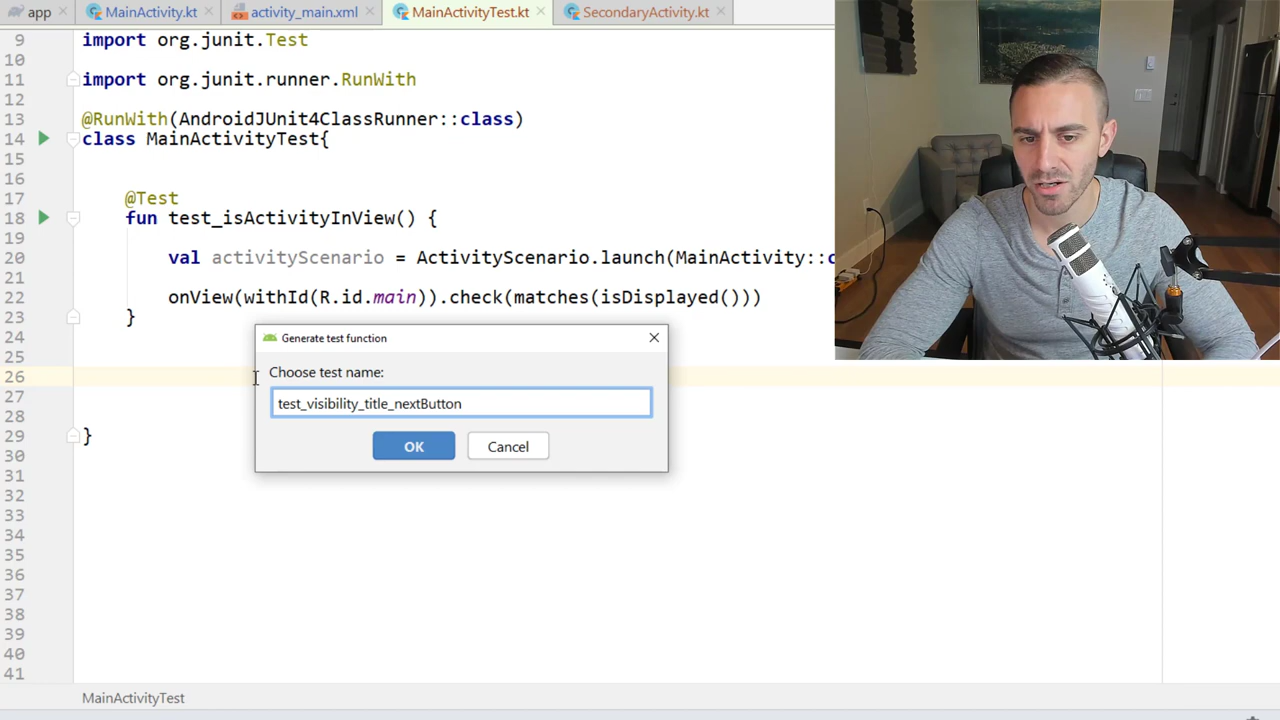 app
MainActivity.kt
activity_main.xml
MainActivityTest.kt
SecondaryActivity.kt
9 import org.junit.Test
10
11 import org.junit.runner.RunWith
12
13 @RunWith(AndroidJUnit4ClassRunner::class)
14 class MainActivityTest{
15
16
17 @Test
18 fun test_isActivityInView() {
19
20 val activityScenario = ActivityScenario.launch(MainActivity::c
21
22 onView(withId(R.id.main)).check(matches(isDisplayed()))
23 }
24
25
26
27
28
29 }
30
31
32
33
34
35
36
37
38
39
40
41
Generate test function
Choose test name:
test_visibility_title_nextButton
OK
Cancel
MainActivityTest